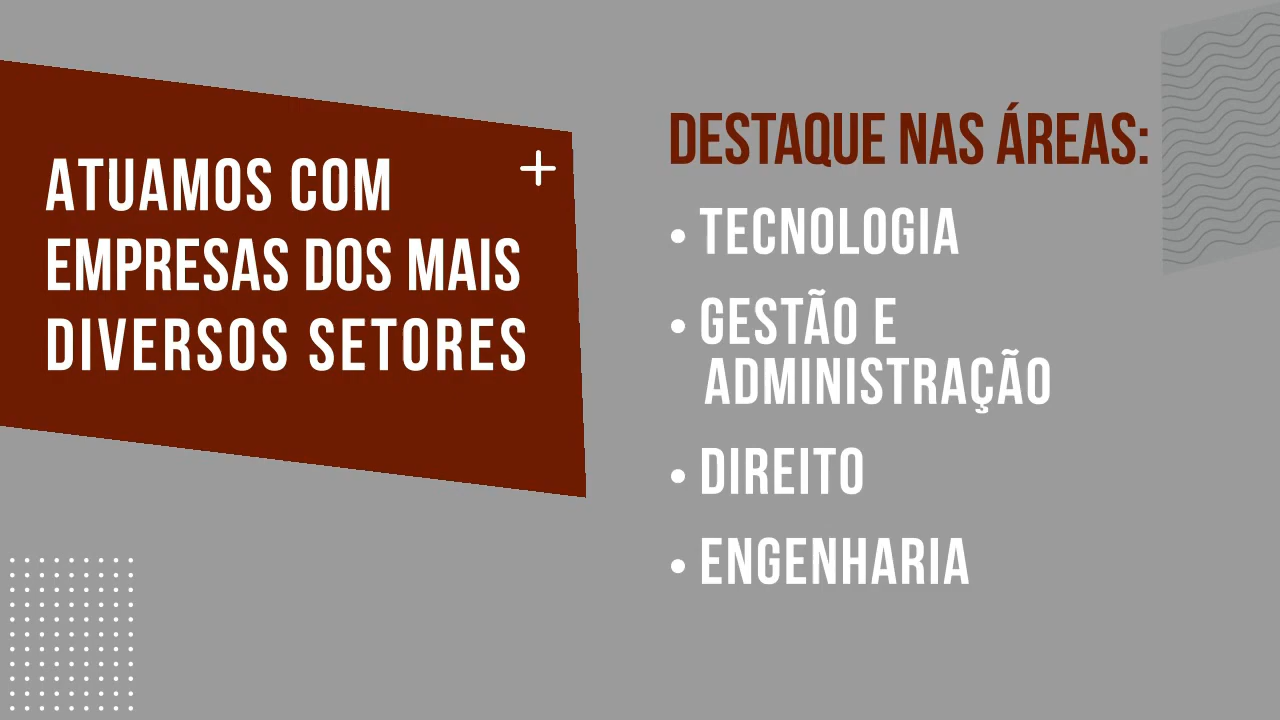 ATUAMOS COM
EMPRESAS DOS MAIS
DIVERSOS SETORES
DESTAQUE NAS ÁREAS:
• TECNOLOGIA
• GESTÃO E
ADMINISTRAÇÃO
• DIREITO
• ENGENHARIA